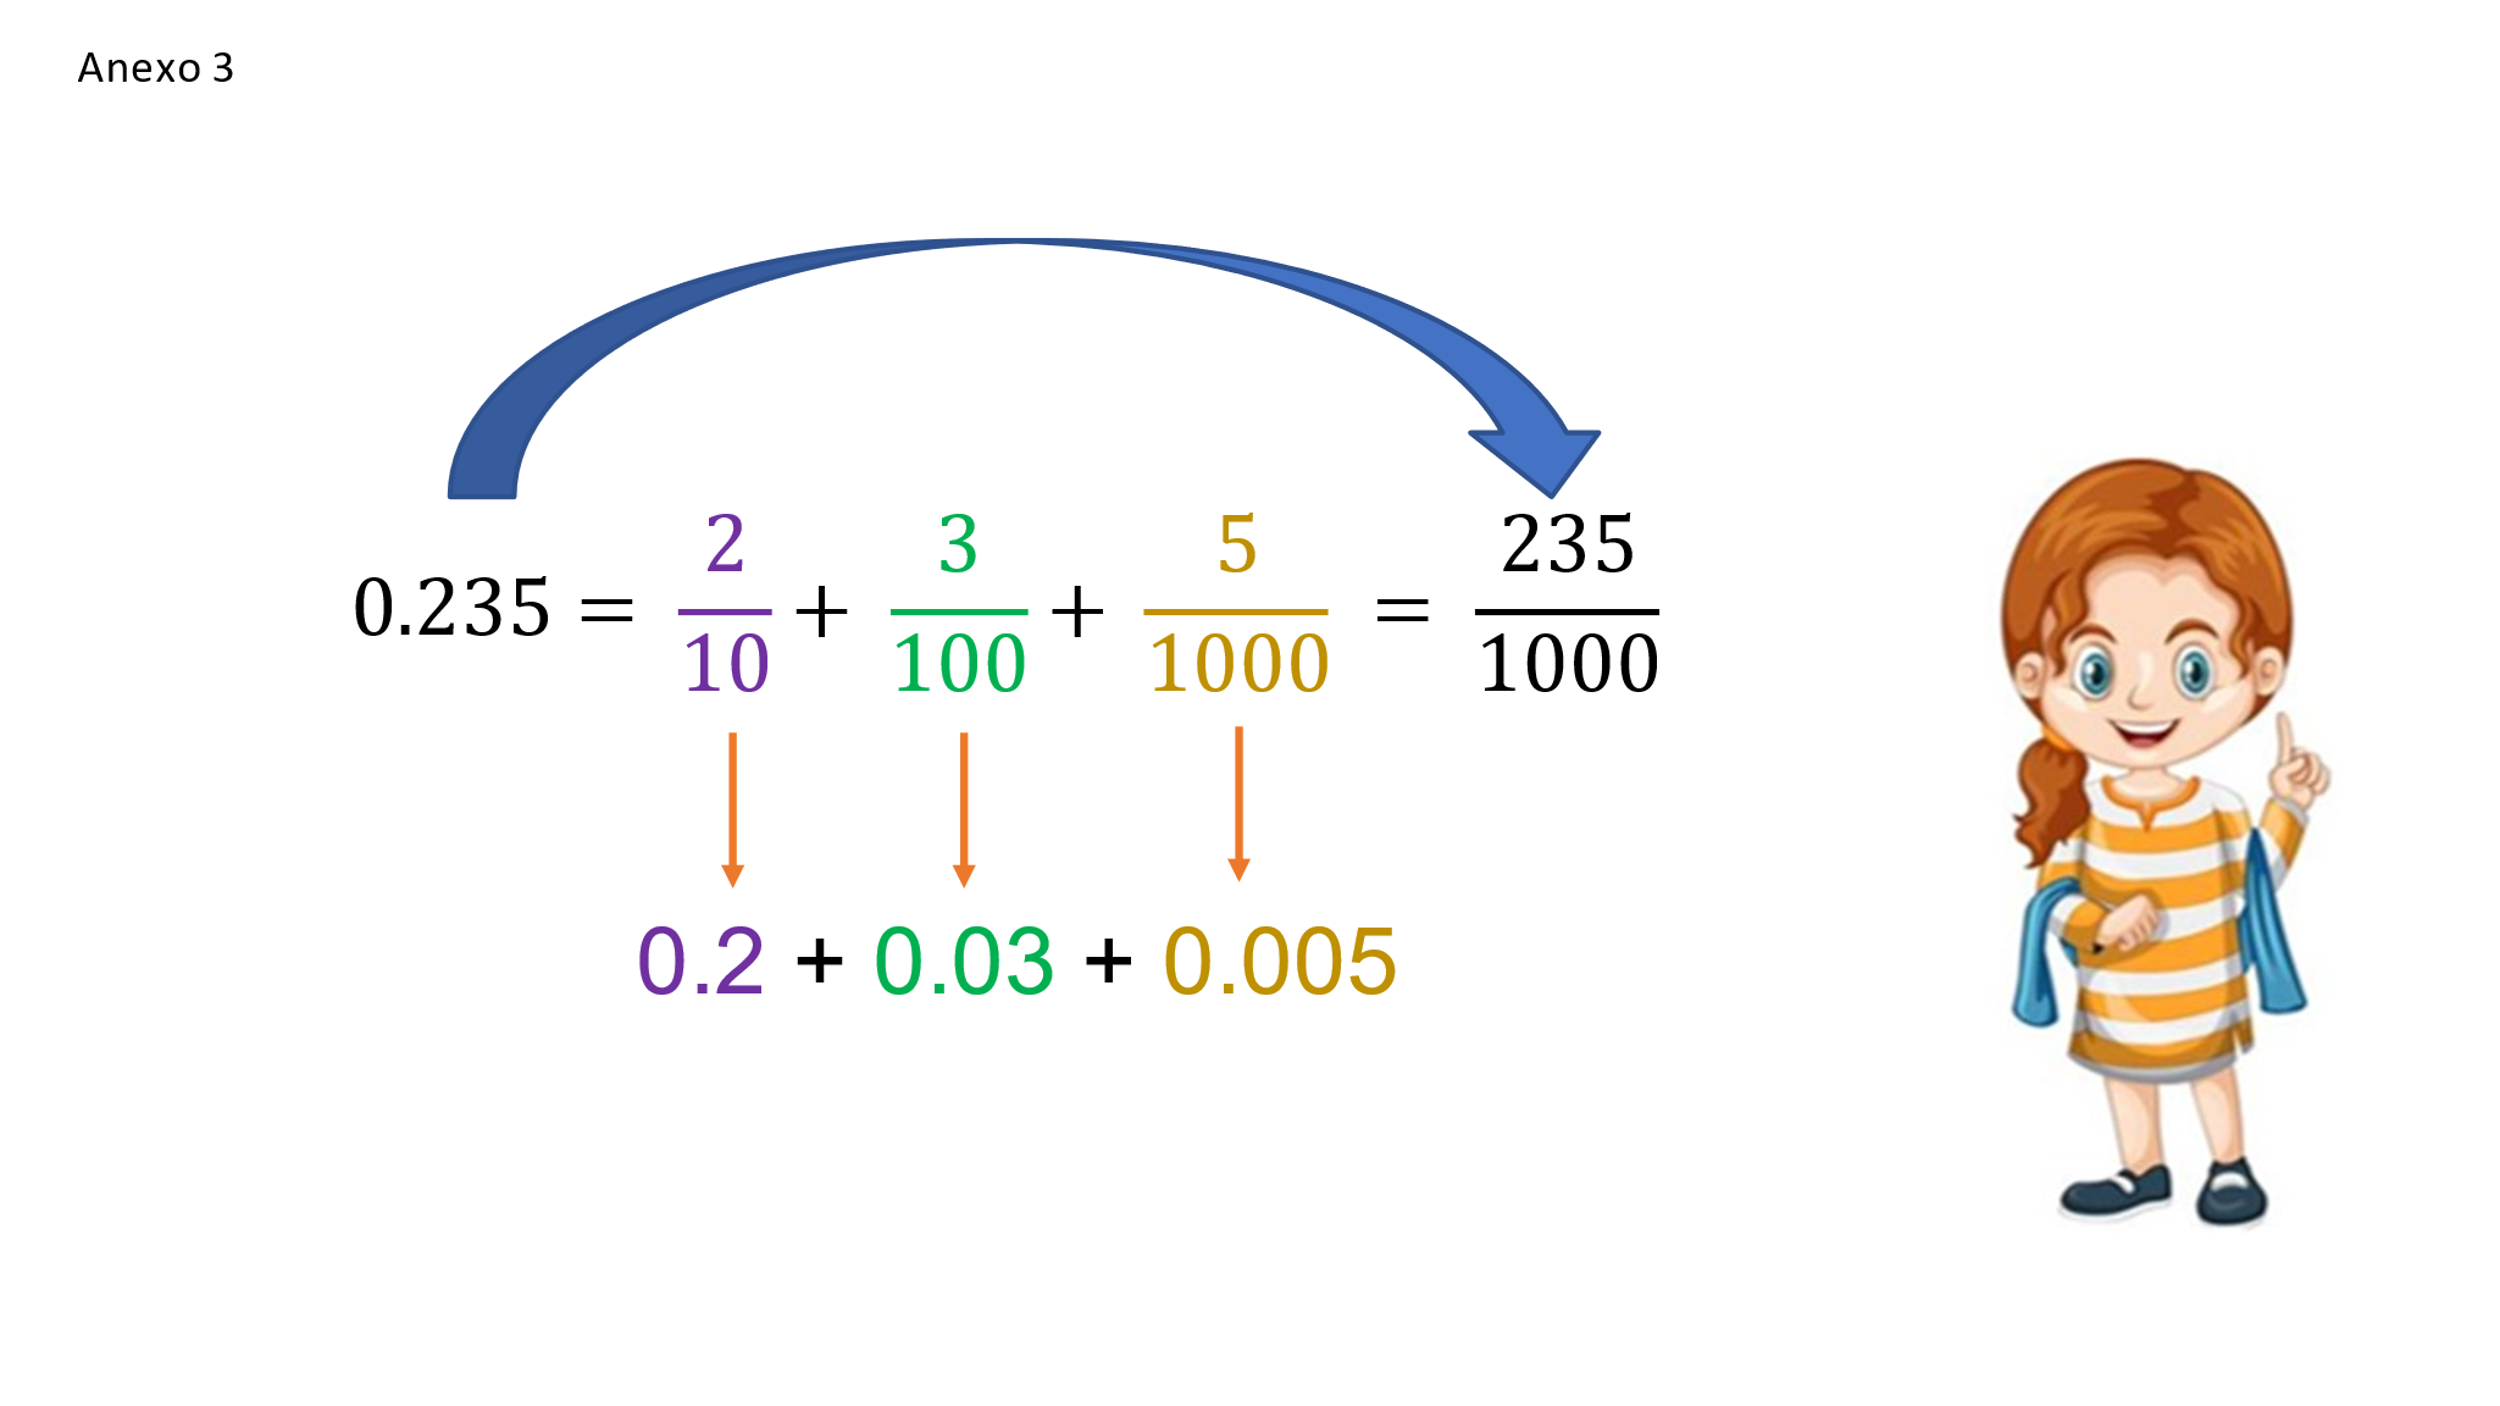 Anexo 3
0.235 = 2/10 + 3/100 + 5/1000 = 235/1000
0.2 + 0.03 + 0.005